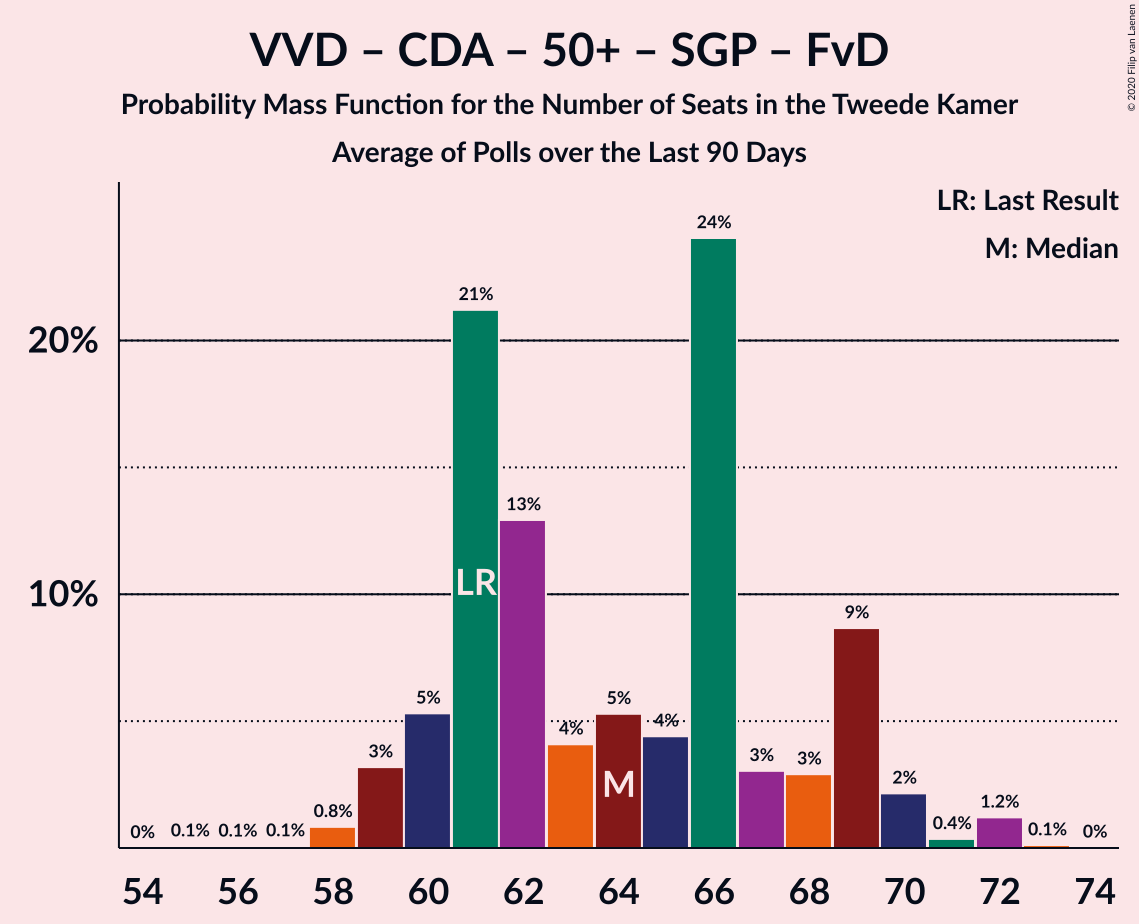 VVD – CDA – 50+ – SGP – FvD
Probability Mass Function for the Number of Seats in the Tweede Kamer
Average of Polls over the Last 90 Days
© 2020 Filip van Laenen
LR: Last Result
M: Median
20%
10%
0% 0.1% 0.1% 0.1% 0.8% 3% 5% 21% 13% 4% 5% 4% 24% 3% 3% 9% 2% 0.4% 1.2% 0.1% 0%
LR
M
54 56 58 60 62 64 66 68 70 72 74